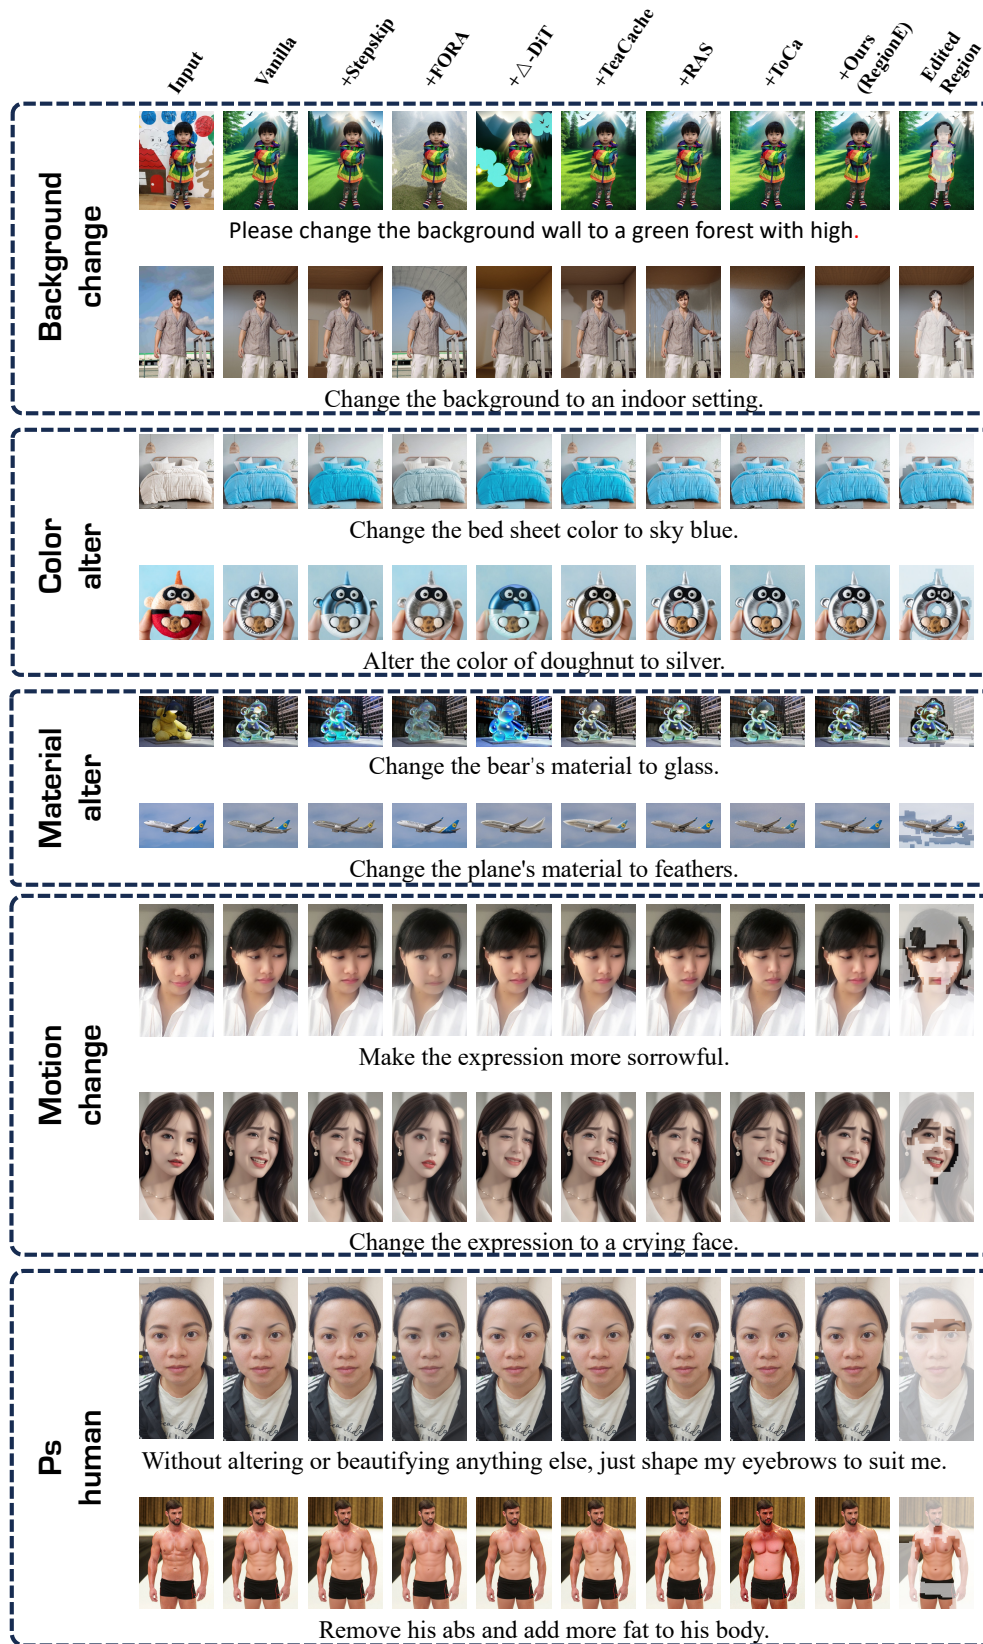 Input
Vanilla
+Stepskip
+FORA
+△-DiT
+TeaCache
+RAS
+ToCa
+Ours
(RegionE)
Edited
Region
Background
change
Please change the background wall to a green forest with high.
Change the background to an indoor setting.
Color
alter
Change the bed sheet color to sky blue.
Alter the color of doughnut to silver.
Material
alter
Change the bear's material to glass.
Change the plane's material to feathers.
Motion
change
Make the expression more sorrowful.
Change the expression to a crying face.
Ps
human
Without altering or beautifying anything else, just shape my eyebrows to suit me.
Remove his abs and add more fat to his body.